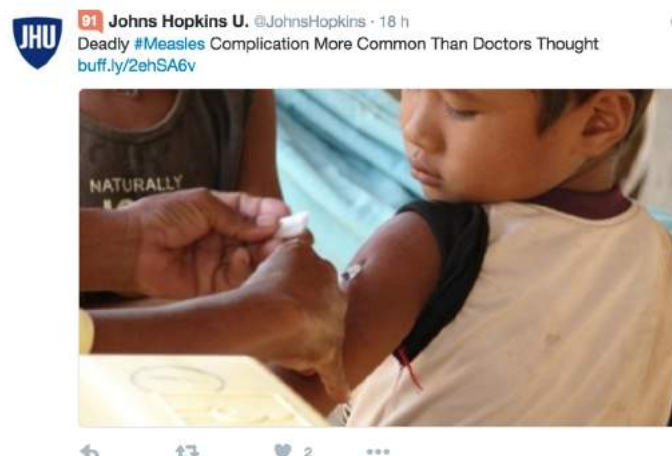 JHU
91 Johns Hopkins U. @JohnsHopkins · 18 h
Deadly #Measles Complication More Common Than Doctors Thought
buff.ly/2ehSA6v
NATURALLY
2